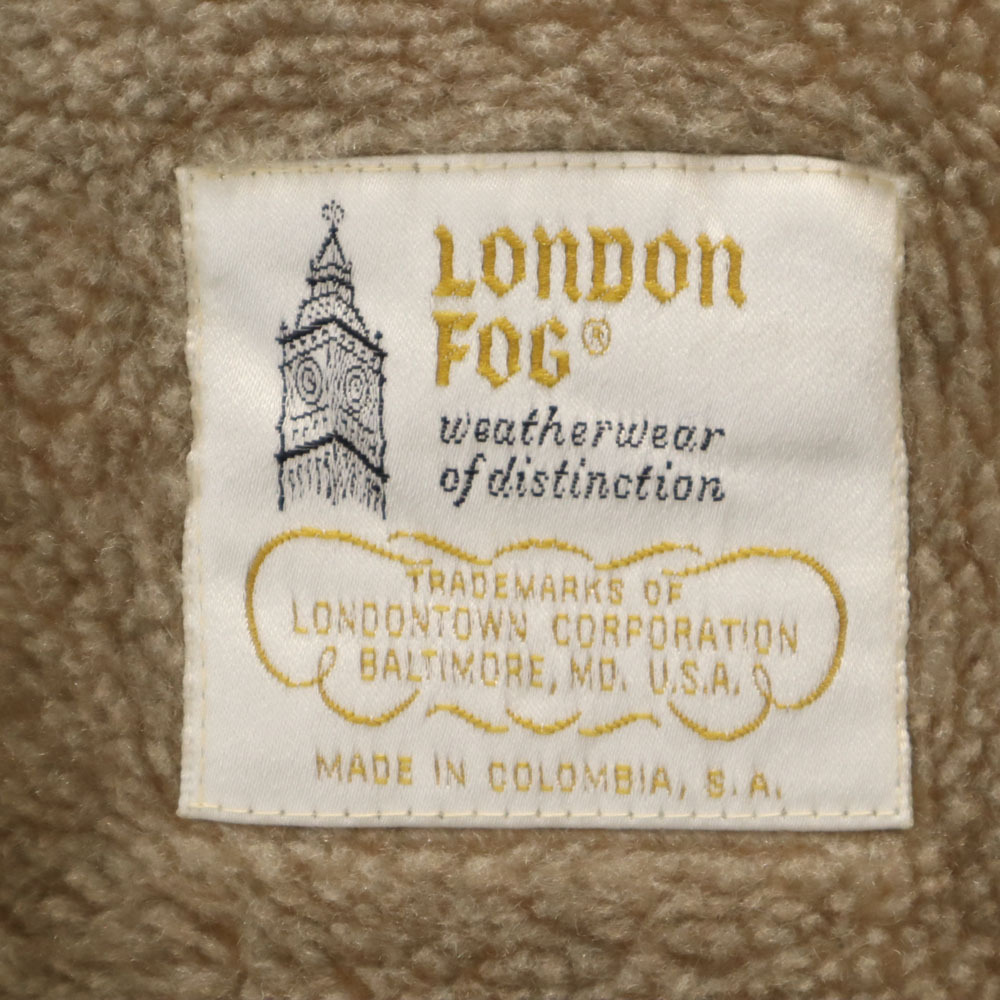 LONDON
FOG®
weatherwear
of distinction
TRADEMARKS OF
LONDONTOWN CORPORATION
BALTIMORE, MD. U.S.A.
MADE IN COLOMBIA, S.A.